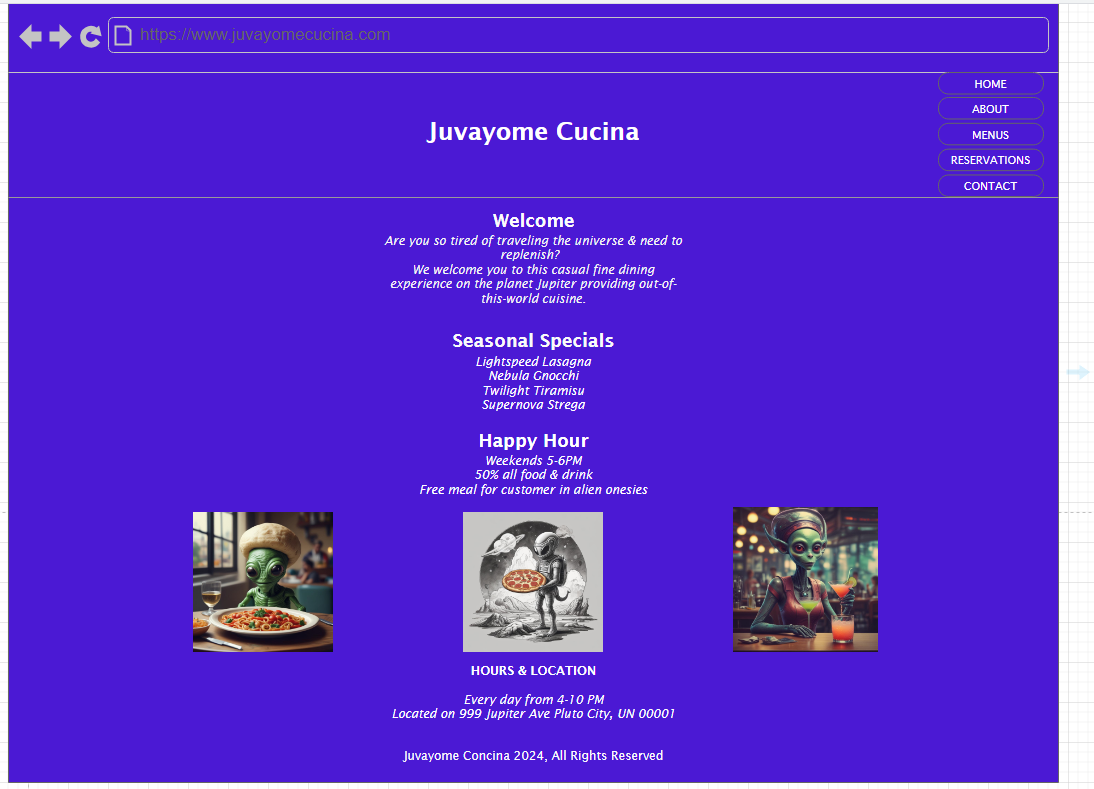 https://www.juvayomecucina.com
HOME
ABOUT
MENUS
RESERVATIONS
CONTACT
Juvayome Cucina
Welcome
Are you so tired of traveling the universe & need to
replenish?
We welcome you to this casual fine dining
experience on the planet Jupiter providing out-of-
this-world cuisine.
Seasonal Specials
Lightspeed Lasagna
Nebula Gnocchi
Twilight Tiramisu
Supernova Strega
Happy Hour
Weekends 5-6PM
50% all food & drink
Free meal for customer in alien onesies
HOURS & LOCATION
Every day from 4-10 PM
Located on 999 Jupiter Ave Pluto City, UN 00001
Juvayome Concina 2024, All Rights Reserved